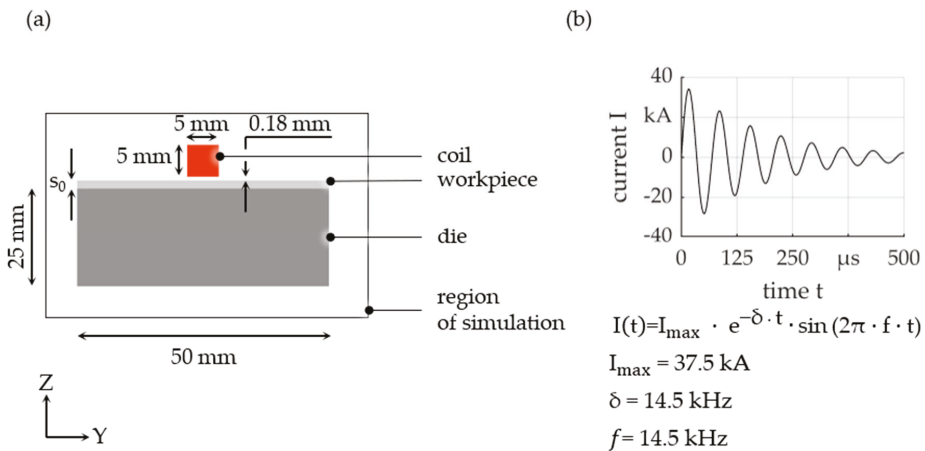 (a)
5 mm
0.18 mm
5 mm
s₀
25 mm
coil
workpiece
die
region
of simulation
50 mm
Z
Y
(b)
40
kA
0
-20
-40
current I
0 125 250 µs 500
time t
I(t)=I_max · e^{-δ·t} · sin (2π · f · t)
I_max = 37.5 kA
δ = 14.5 kHz
f = 14.5 kHz